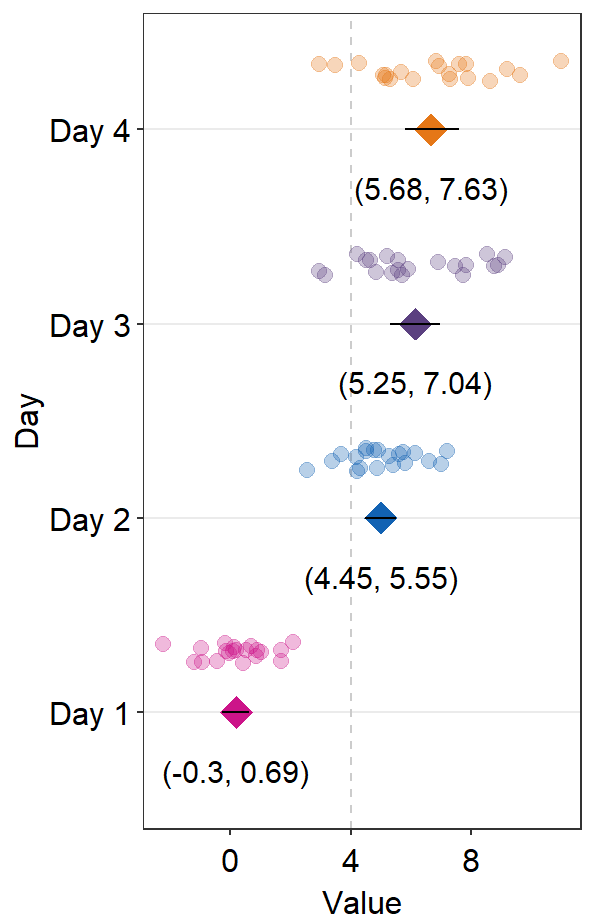 Day 4
(5.68, 7.63)
Day 3
(5.25, 7.04)
Day
Day 2
(4.45, 5.55)
Day 1
(-0.3, 0.69)
0 4 8
Value